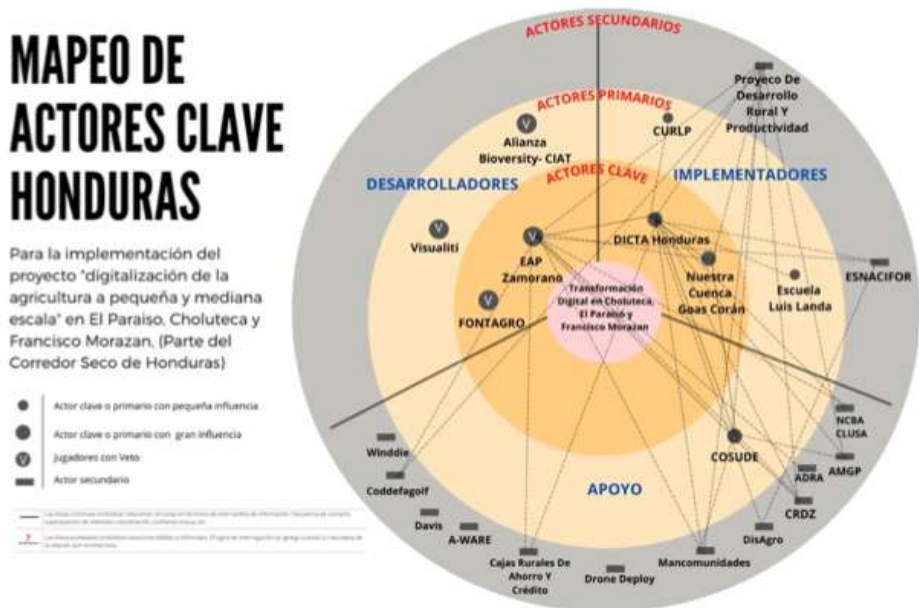 MAPEO DE
ACTORES CLAVE
HONDURAS
Para la implementación del
proyecto "digitalización de la
agricultura a pequeña y mediana
escala" en El Paraiso, Choluteca y
Francisco Morazan, (Parte del
Corredor Seco de Honduras)
Actor clave o primario con pequeña influencia
Actor clave o primario con gran influencia
V
Jugadores con Veto
Actor secundario
?
ACTORES SECUNDARIOS
ACTORES PRIMARIOS
ACTORES CLAVE
DESARROLLADORES
IMPLEMENTADORES
APOYO
V
Alianza
Bioversity- CIAT
CURLP
Proyeco De
Desarrollo
Rural Y
Productividad
V
Visualiti
V
EAP
Zamorano
DICTA Honduras
Nuestra
Cuenca
Goas Corán
Escuela
Luis Landa
ESNACIFOR
V
FONTAGRO
Transformación
Digital en Choluteca,
El Paraiso y
Francisco Morazan
Winddie
Coddefagolf
Davis
A-WARE
Cajas Rurales De
Ahorro Y
Crédito
Drone Deploy
Mancomunidades
DisAgro
CRDZ
ADRA
AMGP
NCBA
CLUSA
COSUDE